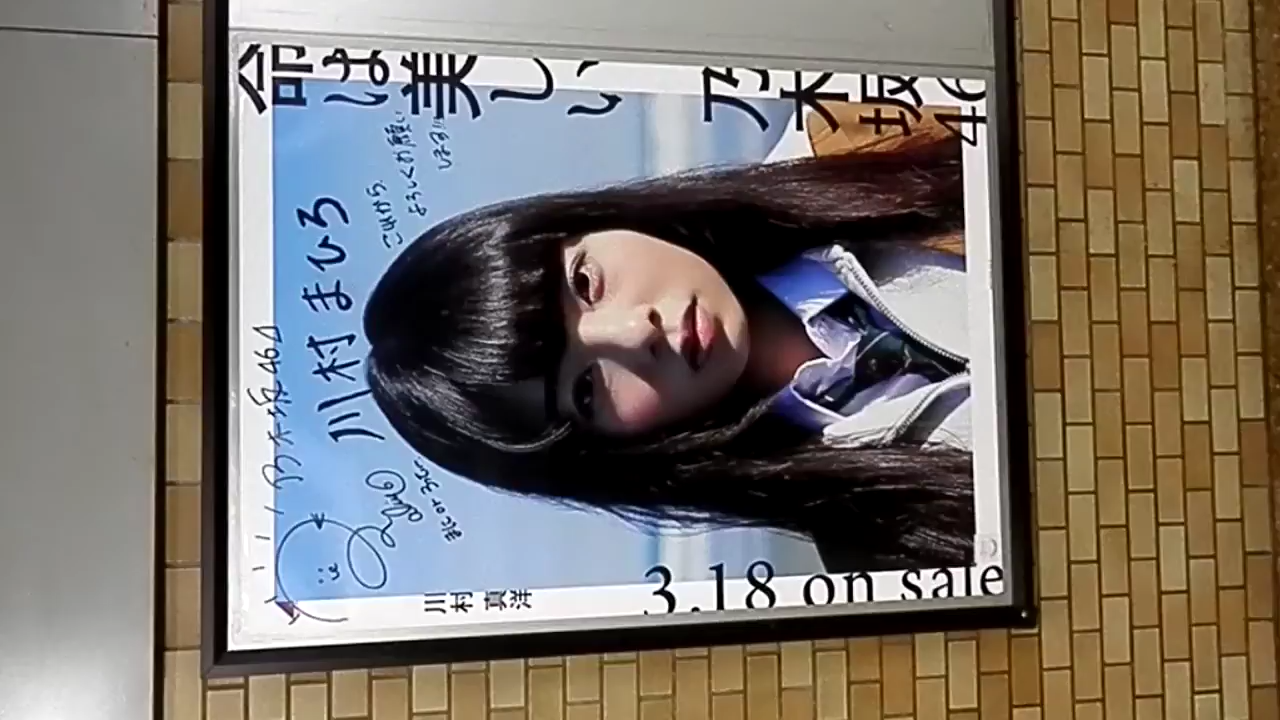 命は美しい 乃木坂46
乃木坂46
川村まひろ
これから
よろしくお願い
します!!
川村 真洋
3.18 on sale